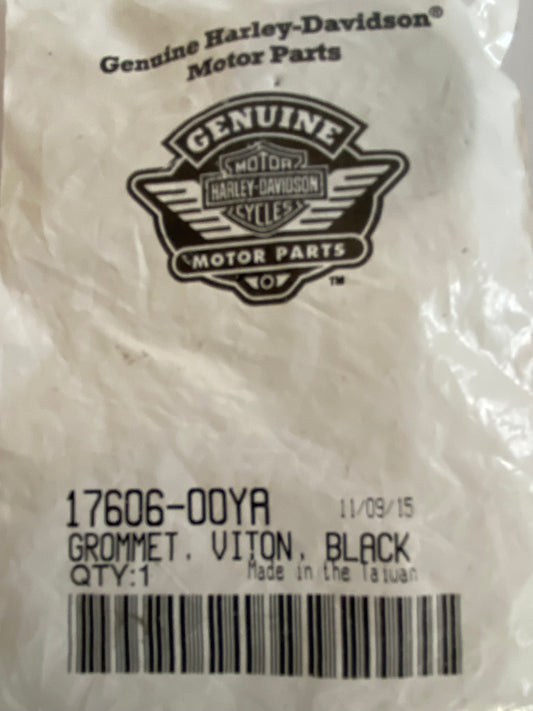 Genuine Harley-Davidson®
Motor Parts
GENUINE
MOTOR
HARLEY-DAVIDSON
CYCLES
MOTOR PARTS
™
17606-00YA 11/09/15
GROMMET, VITON, BLACK
QTY:1 Made in the Taiwan